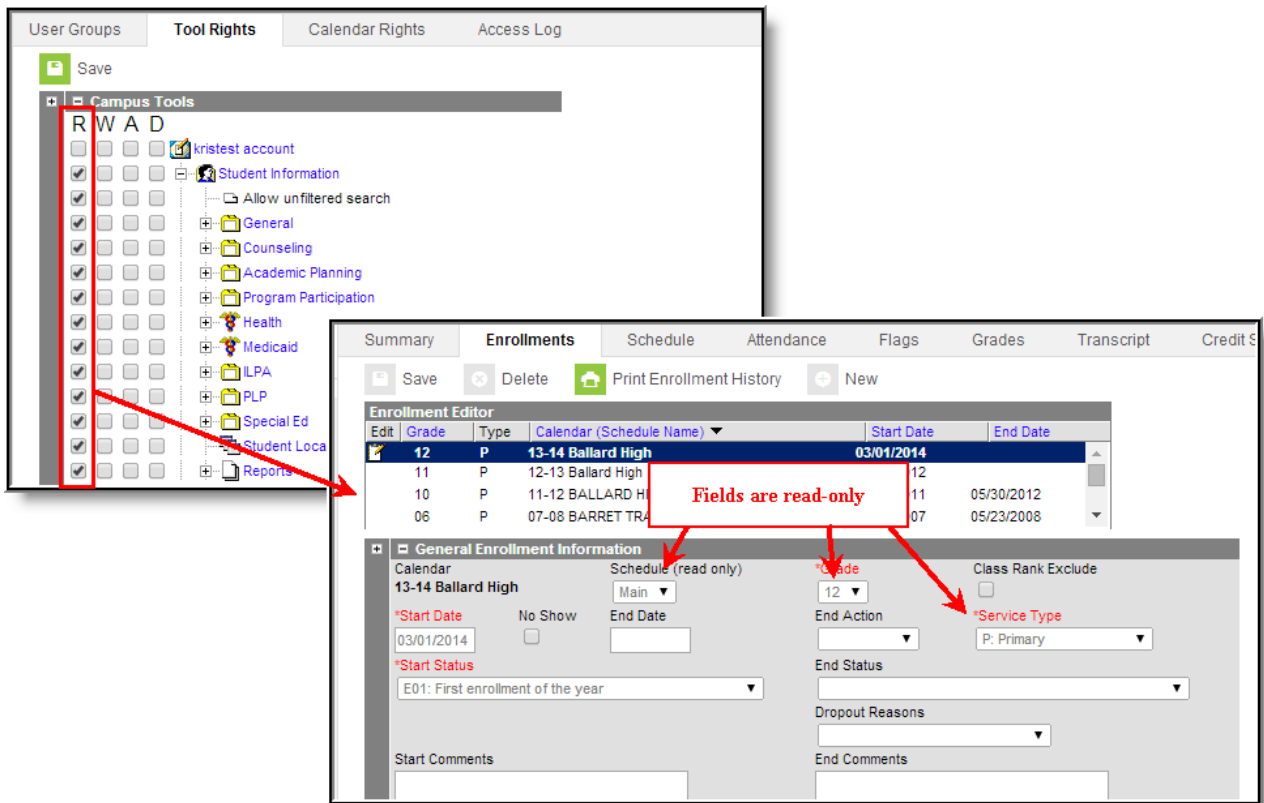 User Groups Tool Rights Calendar Rights Access Log
Save
Campus Tools
R W A D
kristest account
Student Information
Allow unfiltered search
General
Counseling
Academic Planning
Program Participation
Health
Medicaid
ILPA
PLP
Special Ed
Student Loca
Reports
Summary Enrollments Schedule Attendance Flags Grades Transcript Credit S
Save Delete Print Enrollment History New
Enrollment Editor
Edit Grade Type Calendar (Schedule Name) Start Date End Date
12 P 13-14 Ballard High 03/01/2014
11 P 12-13 Ballard High 12
10 P 11-12 BALLARD HI 11 05/30/2012
06 P 07-08 BARRET TRA 07 05/23/2008
Fields are read-only
General Enrollment Information
Calendar Schedule (read only) *Grade Class Rank Exclude
13-14 Ballard High Main 12
*Start Date No Show End Date End Action *Service Type
03/01/2014 P: Primary
*Start Status End Status
E01: First enrollment of the year
Dropout Reasons
Start Comments End Comments